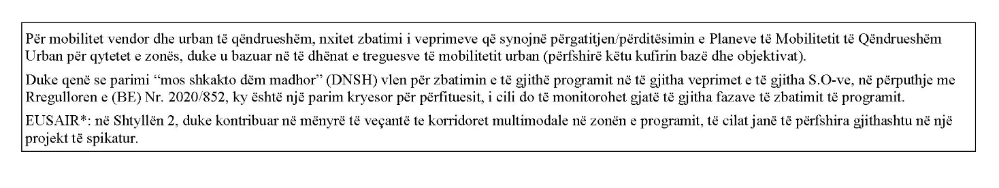 Për mobilitet vendor dhe urban të qëndrueshëm, nxitet zbatimi i veprimeve që synojnë përgatitjen/përditësimin e Planeve të Mobilitetit të Qëndrueshëm
Urban për qytetet e zonës, duke u bazuar në të dhënat e treguesve të mobilitetit urban (përfshirë këtu kufirin bazë dhe objektivat).
Duke qenë se parimi “mos shkakto dëm madhor” (DNSH) vlen për zbatimin e të gjithë programit në të gjitha veprimet e të gjitha S.O-ve, në përputhje me
Rregulloren e (BE) Nr. 2020/852, ky është një parim kryesor për përfituesit, i cili do të monitorohet gjatë të gjitha fazave të zbatimit të programit.
EUSAIR*: në Shtyllën 2, duke kontribuar në mënyrë të veçantë te korridoret multimodale në zonën e programit, të cilat janë të përfshira gjithashtu në një
projekt të spikatur.